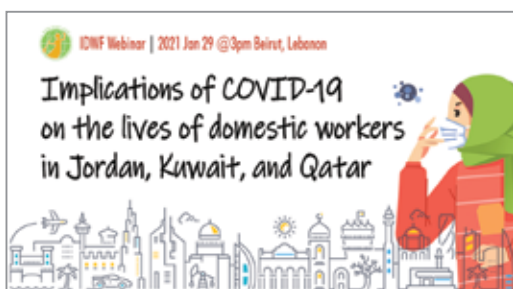 IDWF Webinar | 2021 Jan 29 @3pm Beirut, Lebanon
Implications of COVID-19
on the lives of domestic workers
in Jordan, Kuwait, and Qatar